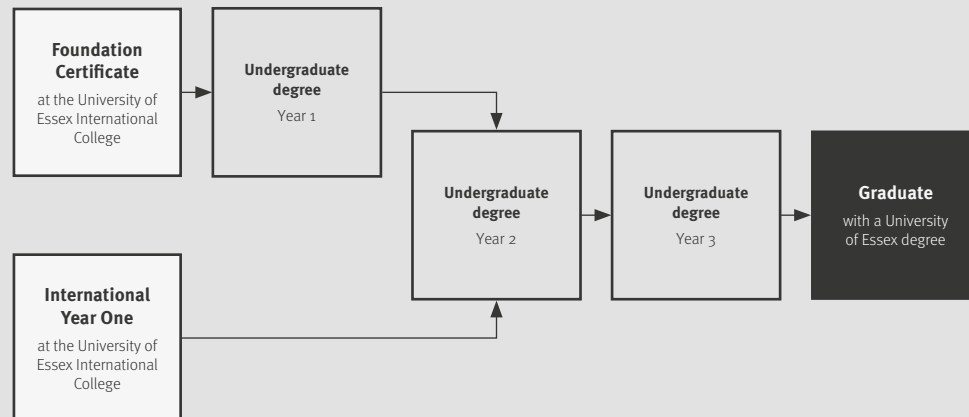 Foundation
Certificate
at the University of
Essex International
College
Undergraduate
degree
Year 1
Undergraduate
degree
Year 2
Undergraduate
degree
Year 3
Graduate
with a University
of Essex degree
International
Year One
at the University of
Essex International
College